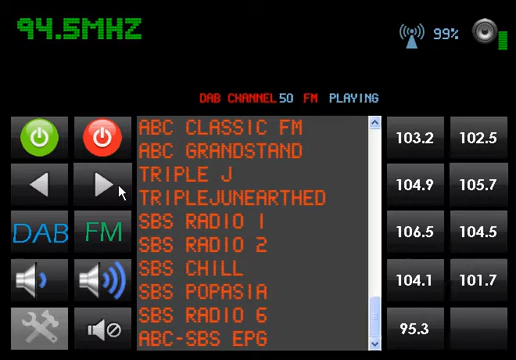 94.5MHZ
99%
DAB CHANNEL 50 FM PLAYING
ABC CLASSIC FM
ABC GRANDSTAND
TRIPLE J
TRIPLEJUNEARTHED
SBS RADIO 1
SBS RADIO 2
SBS CHILL
SBS POPASIA
SBS RADIO 6
ABC-SBS EPG
DAB
FM
103.2
102.5
104.9
105.7
106.5
104.5
104.1
101.7
95.3